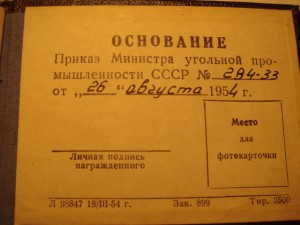 ОСНОВАНИЕ
Приказ Министра угольной про-
мышленности СССР № 284-33
от „26 “ августа 1954 г.
Место
для
фотокарточки
Личная подпись
награжденного
Л 98847 18/III-54 г. Зак. 899 Тир. 3500